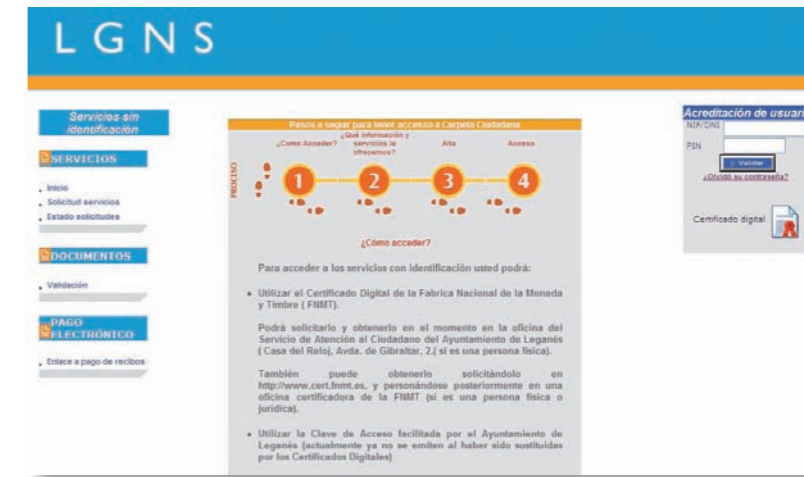 LGNS
Servicios sin
identificación
SERVICIOS
Inicio
Solicitud servicios
Estado solicitudes
DOCUMENTOS
Validación
PAGO
ELECTRÓNICO
Enlace a pago de recibos
Pasos a seguir para tener accesso a Carpeta Ciudadana
PROCESO
¿Como Acceder?
¿Qué información y
servicios le
ofrecemos?
Alta
Acceso
1
2
3
4
¿Cómo acceder?
Para acceder a los servicios con identificación usted podrá:
• Utilizar el Certificado Digital de la Fabrica Nacional de la Moneda
y Timbre ( FNMT).
Podrá solicitarlo y obtenerlo en el momento en la oficina del
Servicio de Atención al Ciudadano del Ayuntamiento de Leganés
( Casa del Reloj, Avda. de Gibraltar, 2.( si es una persona física).
También puede obtenerlo solicitándolo en
http://www.cert.fnmt.es, y personándose posteriormente en una
oficina certificadora de la FNMT (si es una persona física o
jurídica).
• Utilizar la Clave de Acceso facilitada por el Ayuntamiento de
Leganés (actualmente ya no se emiten al haber sido sustituidas
por los Certificados Digitales)
Acreditación de usuari
NIF/DNI
PIN
> Validar
¿Olvidó su contraseña?
Certificado digital